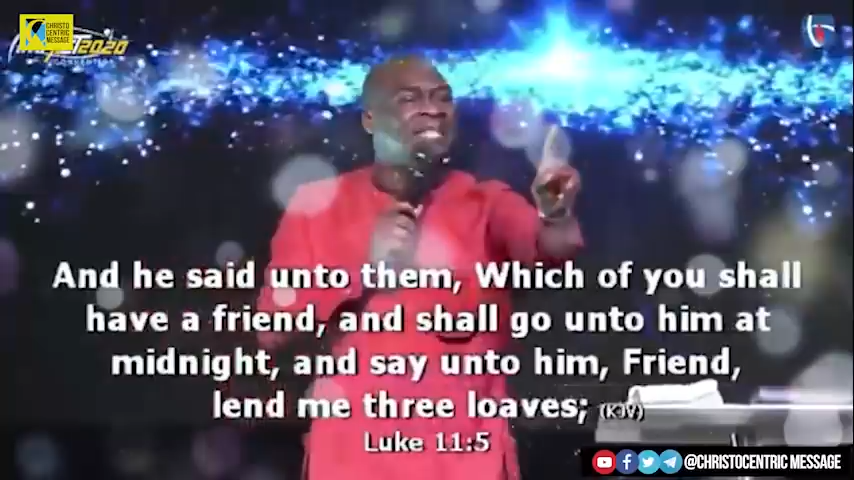 CHRISTO
CENTRIC
MESSAGE
2020
And he said unto them, Which of you shall
have a friend, and shall go unto him at
midnight, and say unto him, Friend,
lend me three loaves; (KJV)
Luke 11:5
@CHRISTOCENTRIC MESSAGE